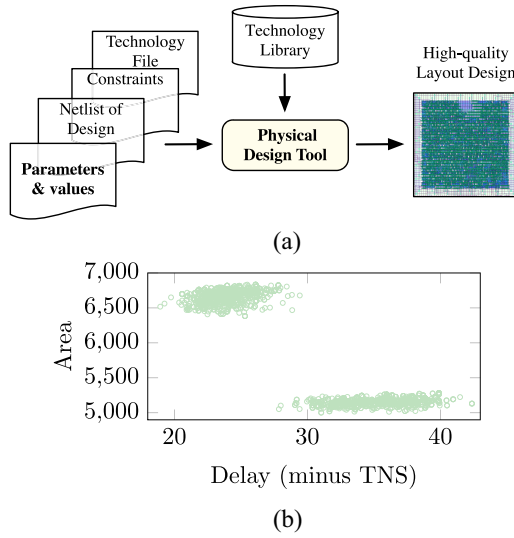 Technology
File
Constraints
Netlist of
Design
Parameters
& values
Technology
Library
Physical
Design Tool
High-quality
Layout Design
(a)
7,000
6,500
6,000
5,500
5,000
Area
20
30
40
Delay (minus TNS)
(b)